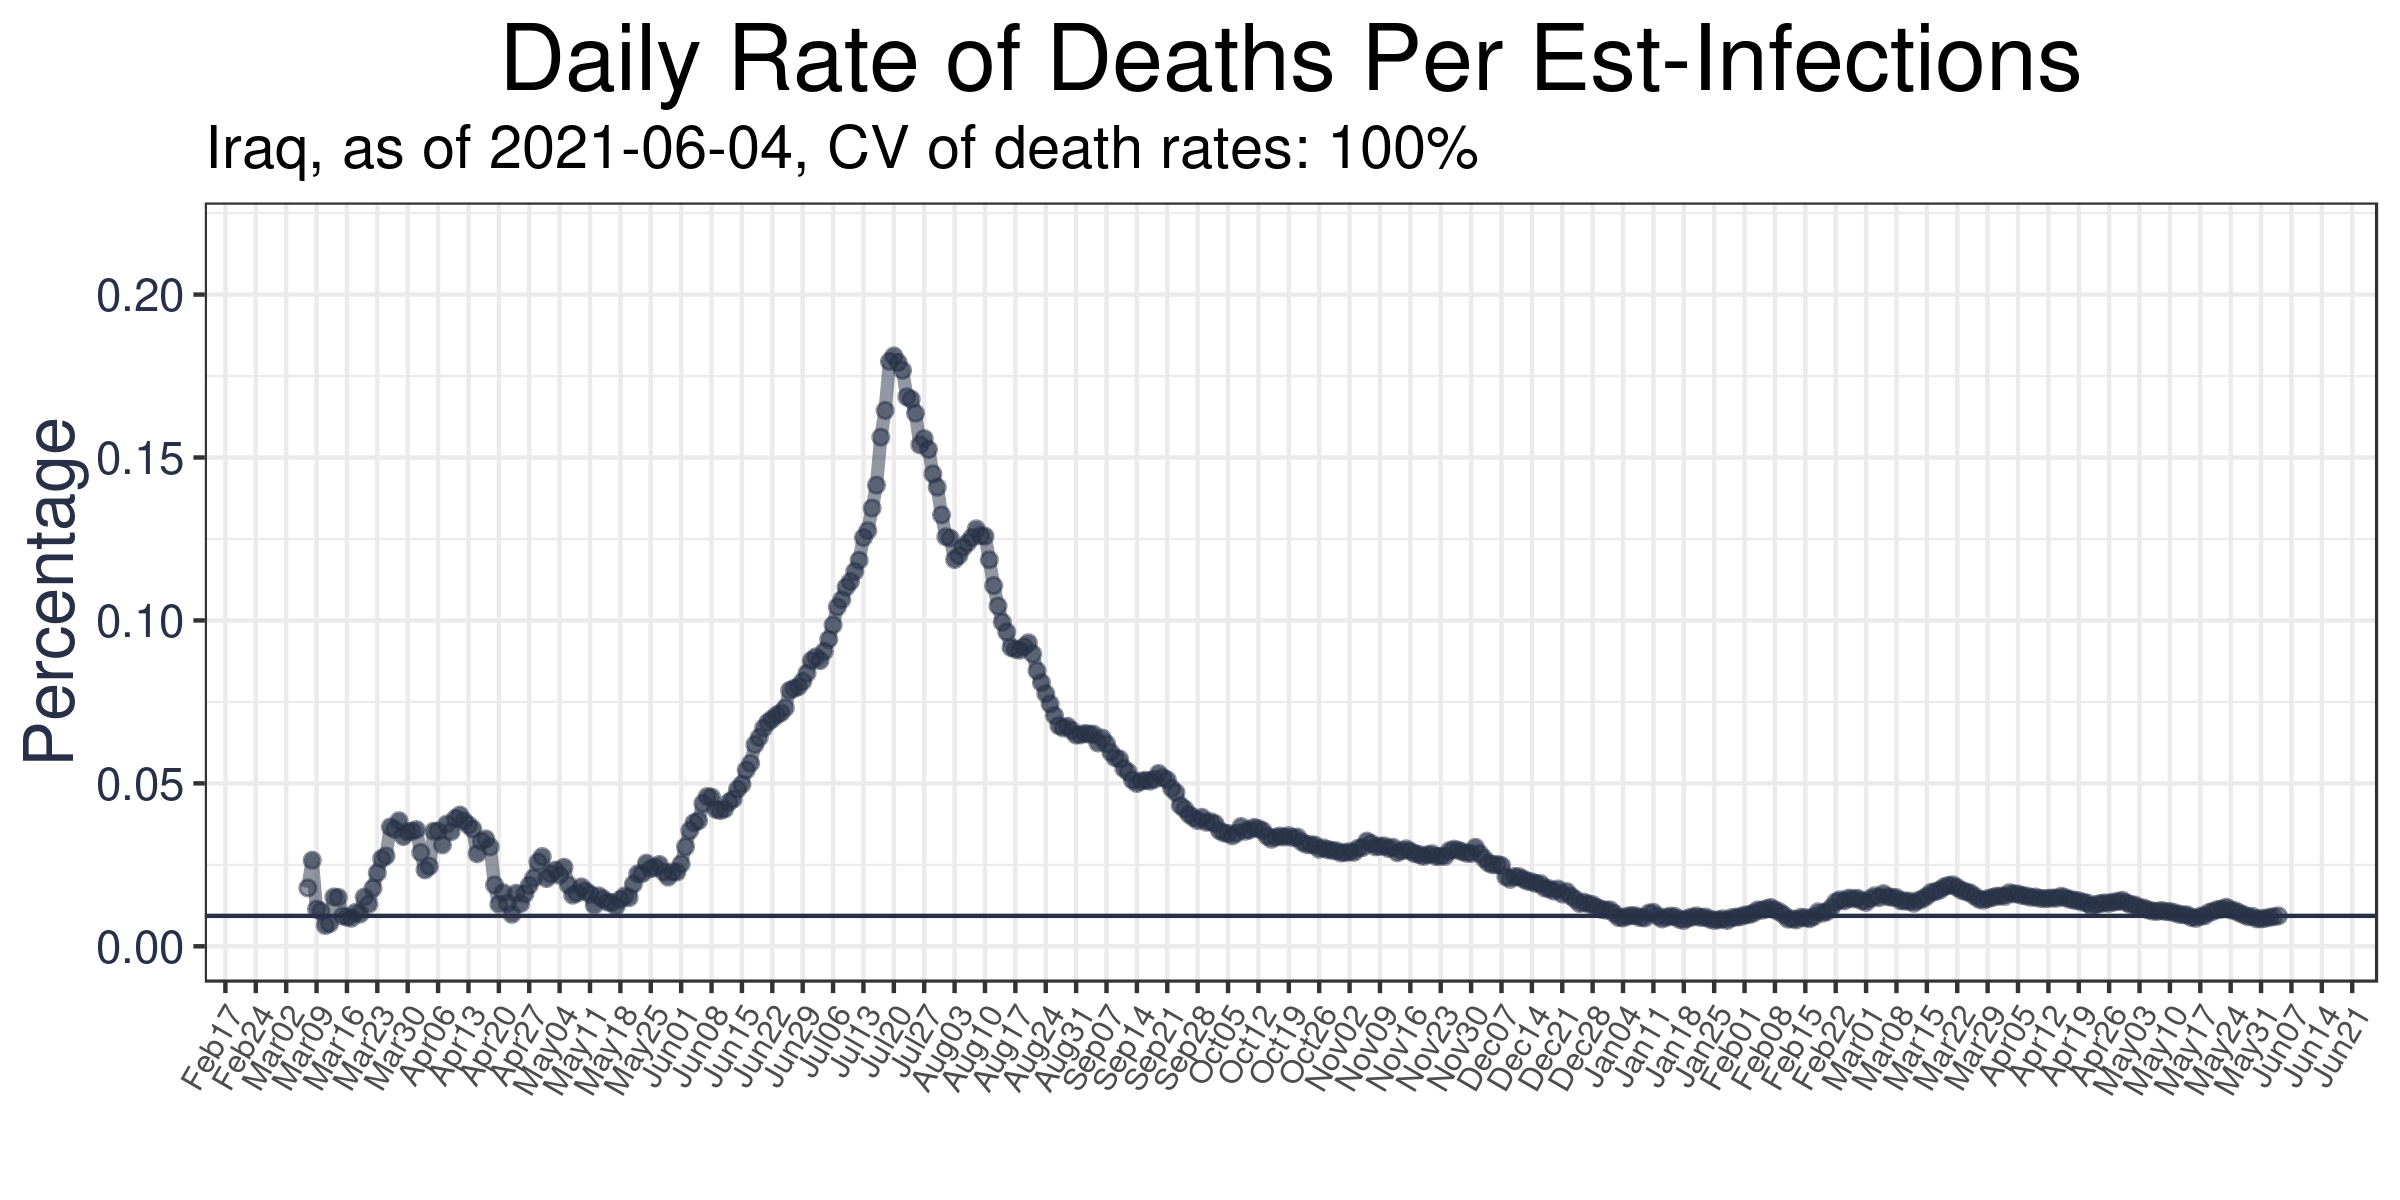 Daily Rate of Deaths Per Est-Infections
Iraq, as of 2021-06-04, CV of death rates: 100%
Percentage
0.20
0.15
0.10
0.05
0.00
Feb17
Feb24
Mar02
Mar09
Mar16
Mar23
Mar30
Apr06
Apr13
Apr20
Apr27
May04
May11
May18
May25
Jun01
Jun08
Jun15
Jun22
Jun29
Jul06
Jul13
Jul20
Jul27
Aug03
Aug10
Aug17
Aug24
Aug31
Sep07
Sep14
Sep21
Sep28
Oct05
Oct12
Oct19
Oct26
Nov02
Nov09
Nov16
Nov23
Nov30
Dec07
Dec14
Dec21
Dec28
Jan04
Jan11
Jan18
Jan25
Feb01
Feb08
Feb15
Feb22
Mar01
Mar08
Mar15
Mar22
Mar29
Apr05
Apr12
Apr19
Apr26
May03
May10
May17
May24
May31
Jun07
Jun14
Jun21